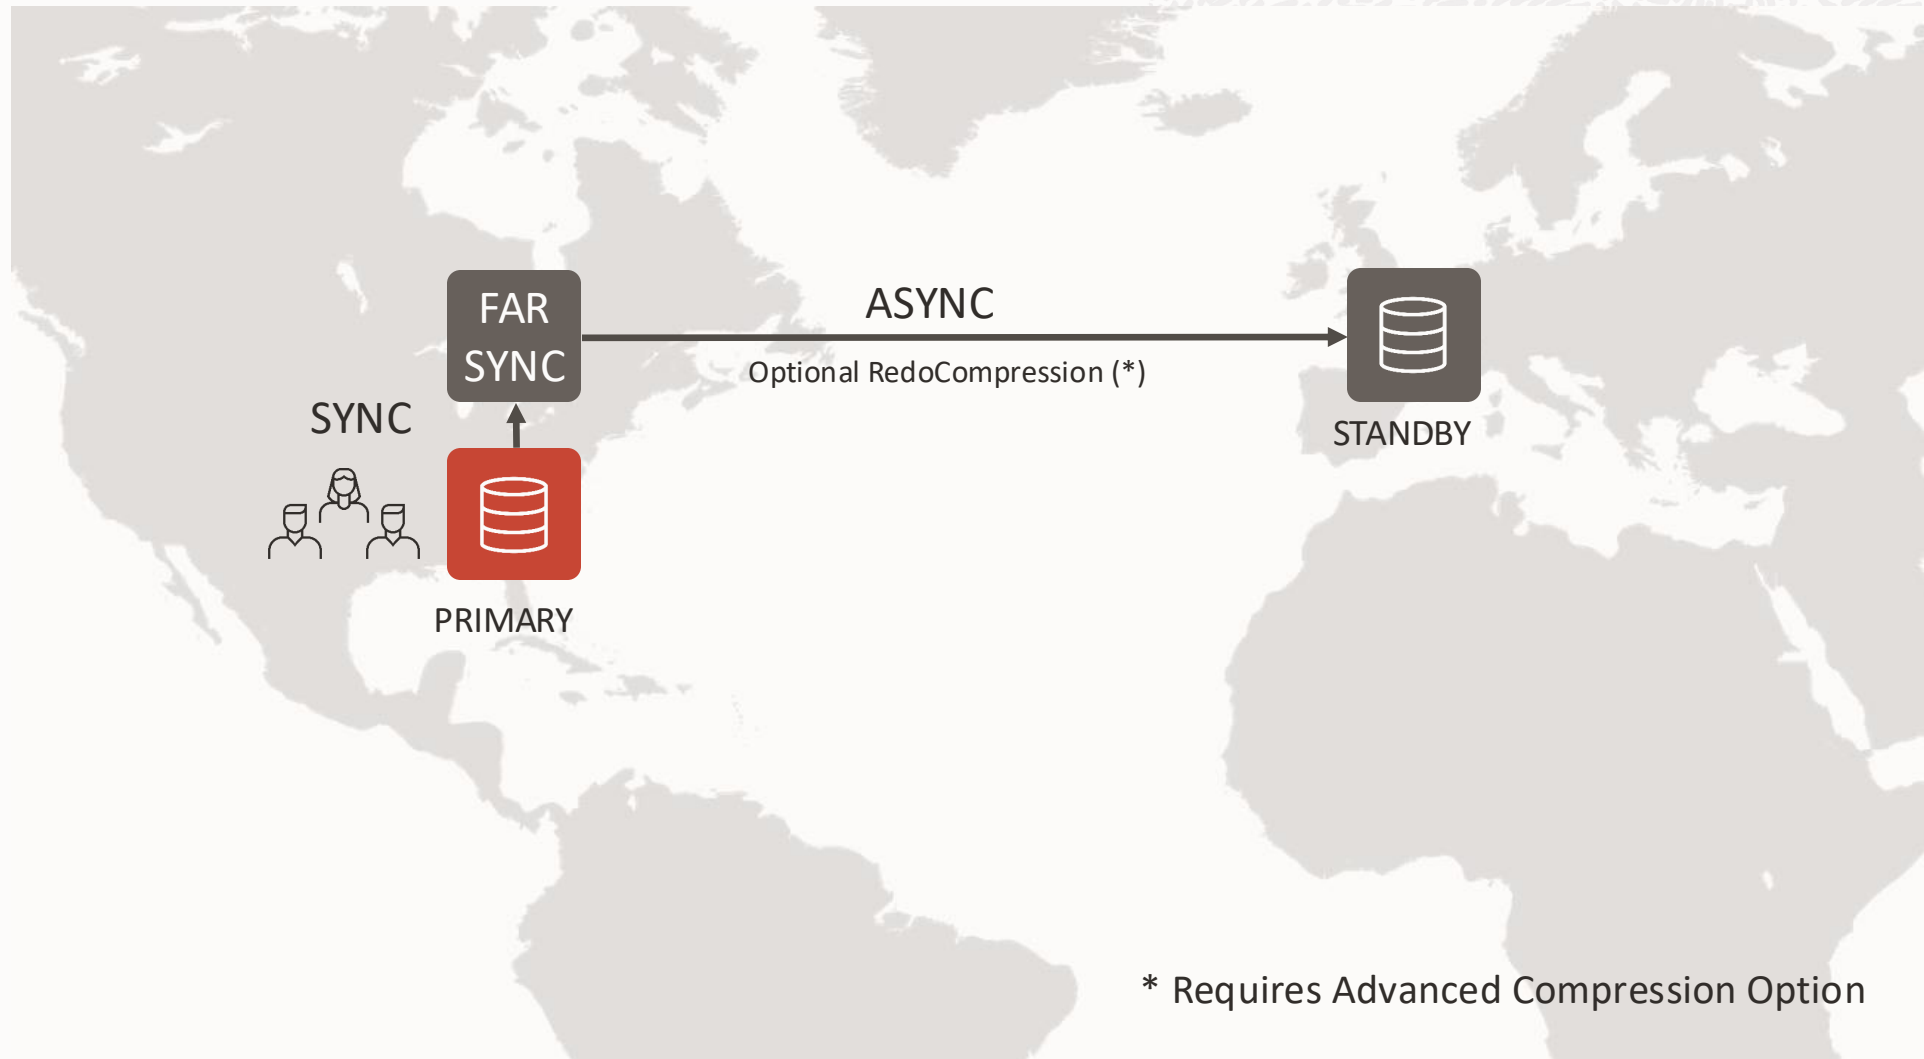 FAR
SYNC
ASYNC
Optional RedoCompression (*)
SYNC
STANDBY
PRIMARY
* Requires Advanced Compression Option